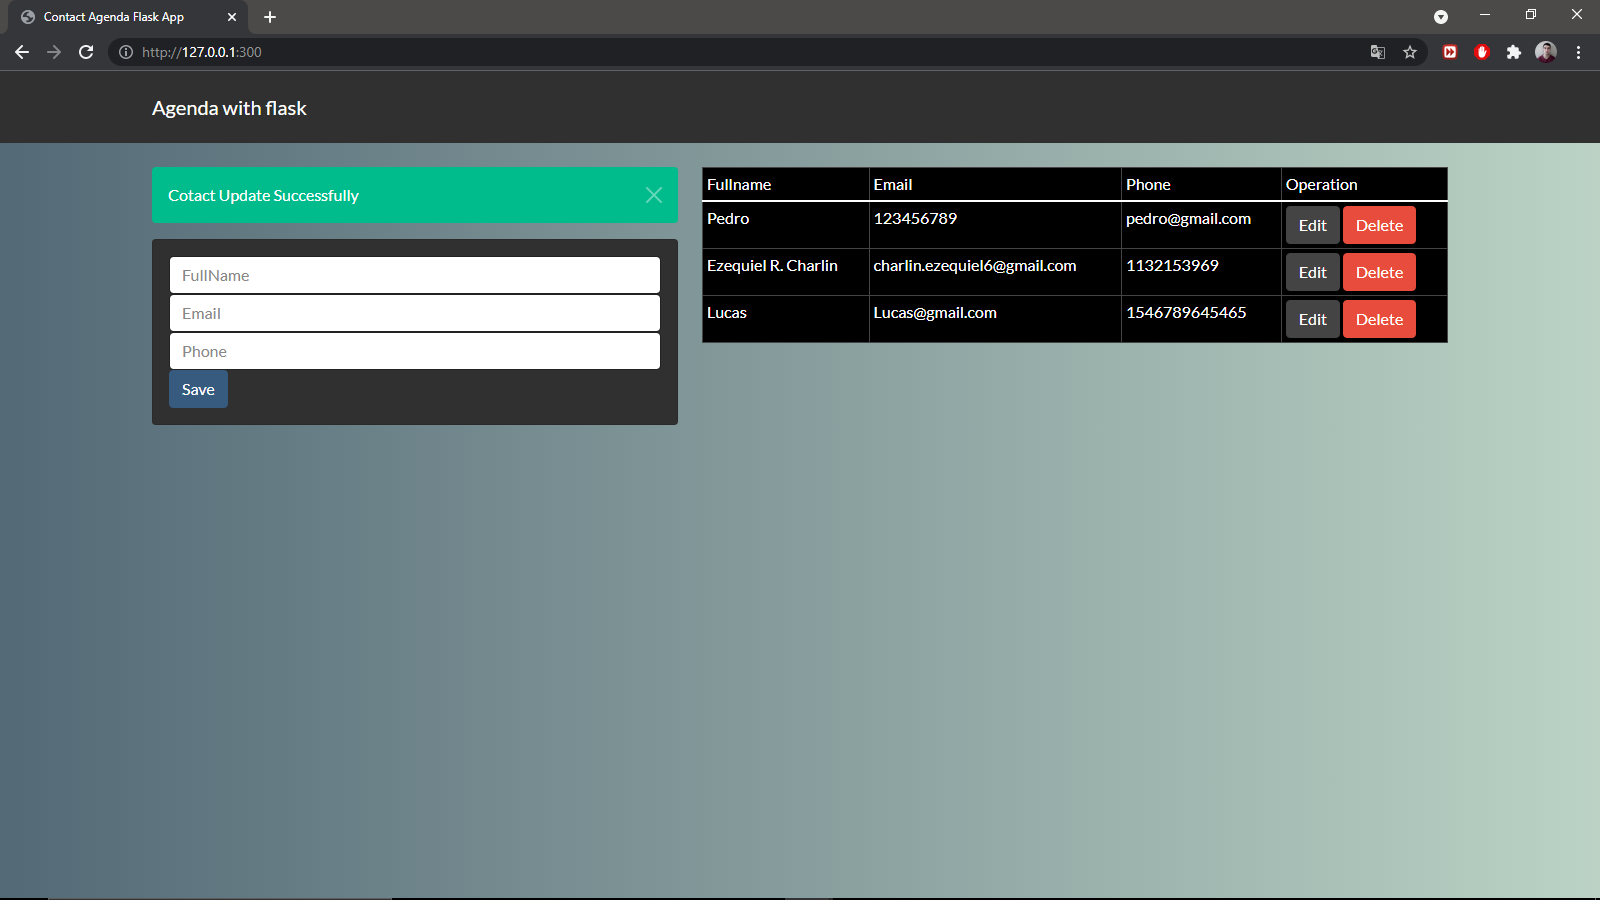 Contact Agenda Flask App
http://127.0.0.1:300
Agenda with flask
Cotact Update Successfully
FullName
Email
Phone
Save
Fullname Email Phone Operation
Pedro 123456789 pedro@gmail.com Edit Delete
Ezequiel R. Charlin charlin.ezequiel6@gmail.com 1132153969 Edit Delete
Lucas Lucas@gmail.com 1546789645465 Edit Delete